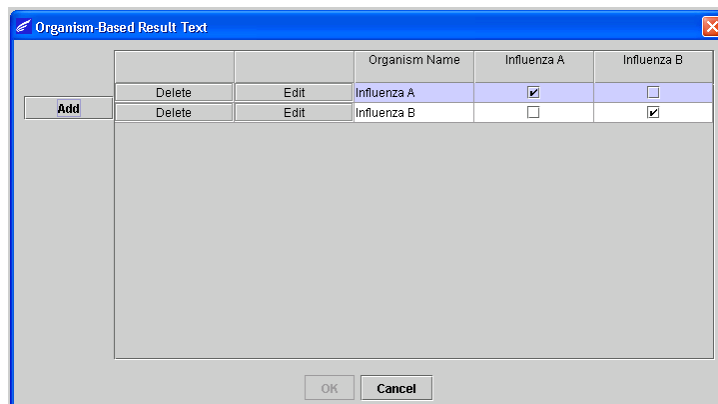 Organism-Based Result Text
Organism Name Influenza A Influenza B
Delete Edit Influenza A
Add
Delete Edit Influenza B
OK Cancel